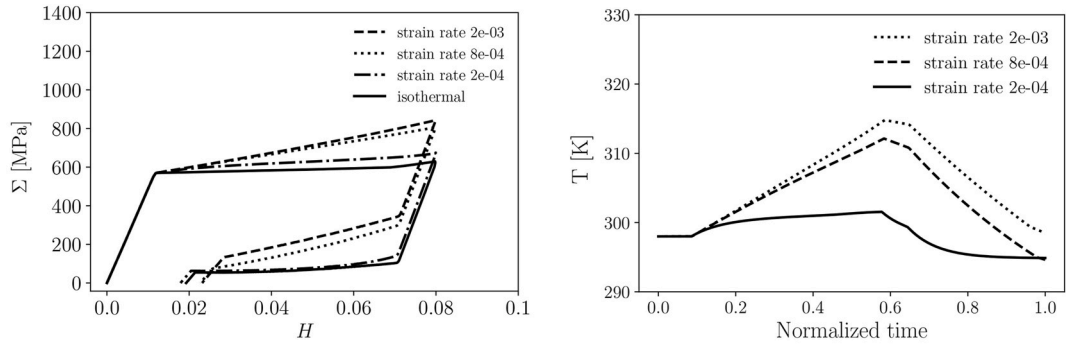 1400
1200
1000
800
600
400
200
0
Σ [MPa]
0.0
0.02
0.04
0.06
0.08
0.1
H
strain rate 2e-03
strain rate 8e-04
strain rate 2e-04
isothermal
330
320
310
300
290
T [K]
0.0
0.2
0.4
0.6
0.8
1.0
Normalized time
strain rate 2e-03
strain rate 8e-04
strain rate 2e-04